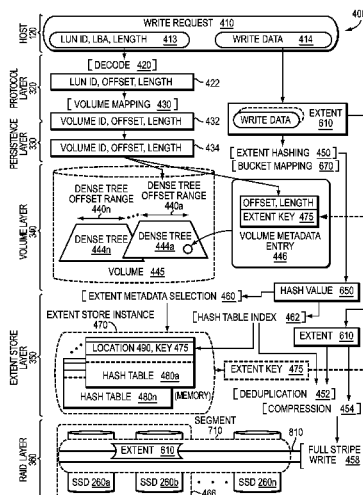 400
HOST 120
WRITE REQUEST 410
LUN ID, LBA, LENGTH 413
WRITE DATA 414
PROTOCOL LAYER 320
[DECODE 420]
LUN ID, OFFSET, LENGTH 422
PERSISTENCE LAYER 330
[VOLUME MAPPING 430]
VOLUME ID, OFFSET, LENGTH 432
VOLUME ID, OFFSET, LENGTH 434
EXTENT 610
WRITE DATA
[EXTENT HASHING 450]
[BUCKET MAPPING 670]
VOLUME LAYER 340
DENSE TREE OFFSET RANGE 440n
DENSE TREE OFFSET RANGE 440a
DENSE TREE 444n
DENSE TREE 444a
VOLUME 445
OFFSET, LENGTH
EXTENT KEY 475
VOLUME METADATA ENTRY 446
HASH VALUE 650
EXTENT STORE LAYER 350
[EXTENT METADATA SELECTION 460]
EXTENT STORE INSTANCE 470
[HASH TABLE INDEX 462]
EXTENT 610
LOCATION 490, KEY 475
HASH TABLE 480a
HASH TABLE 480n
(MEMORY)
EXTENT KEY 475
[DEDUPLICATION 452]
[COMPRESSION 454]
RAID LAYER 360
SEGMENT 710
810
EXTENT 610
FULL STRIPE WRITE 458
SSD 260a
SSD 260b
SSD 260n
466